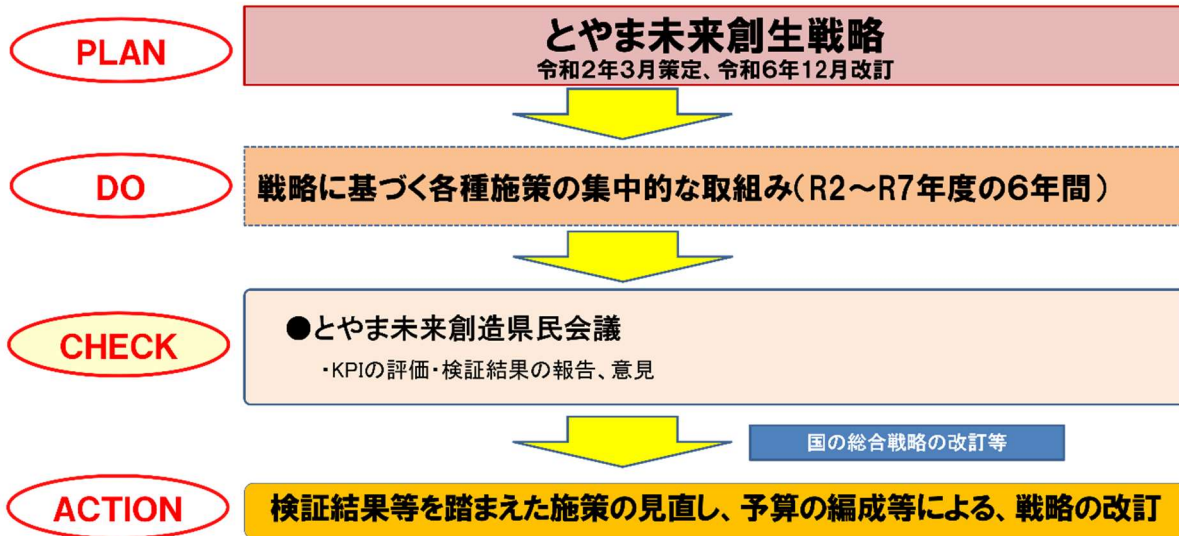 PLAN
とやま未来創生戦略
令和2年3月策定、令和6年12月改訂
DO
戦略に基づく各種施策の集中的な取組み(R2~R7年度の6年間)
CHECK
●とやま未来創造県民会議
・KPIの評価・検証結果の報告、意見
国の総合戦略の改訂等
ACTION
検証結果等を踏まえた施策の見直し、予算の編成等による、戦略の改訂